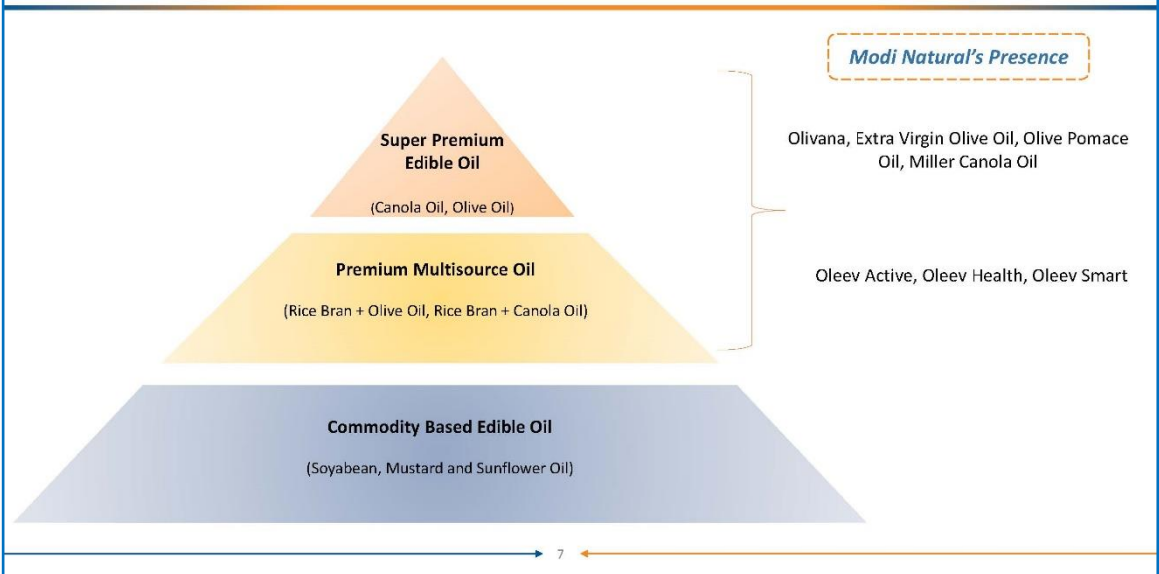 Modi Natural's Presence
Super Premium
Edible Oil
(Canola Oil, Olive Oil)
Olivana, Extra Virgin Olive Oil, Olive Pomace
Oil, Miller Canola Oil
Premium Multisource Oil
(Rice Bran + Olive Oil, Rice Bran + Canola Oil)
Oleev Active, Oleev Health, Oleev Smart
Commodity Based Edible Oil
(Soyabean, Mustard and Sunflower Oil)
7